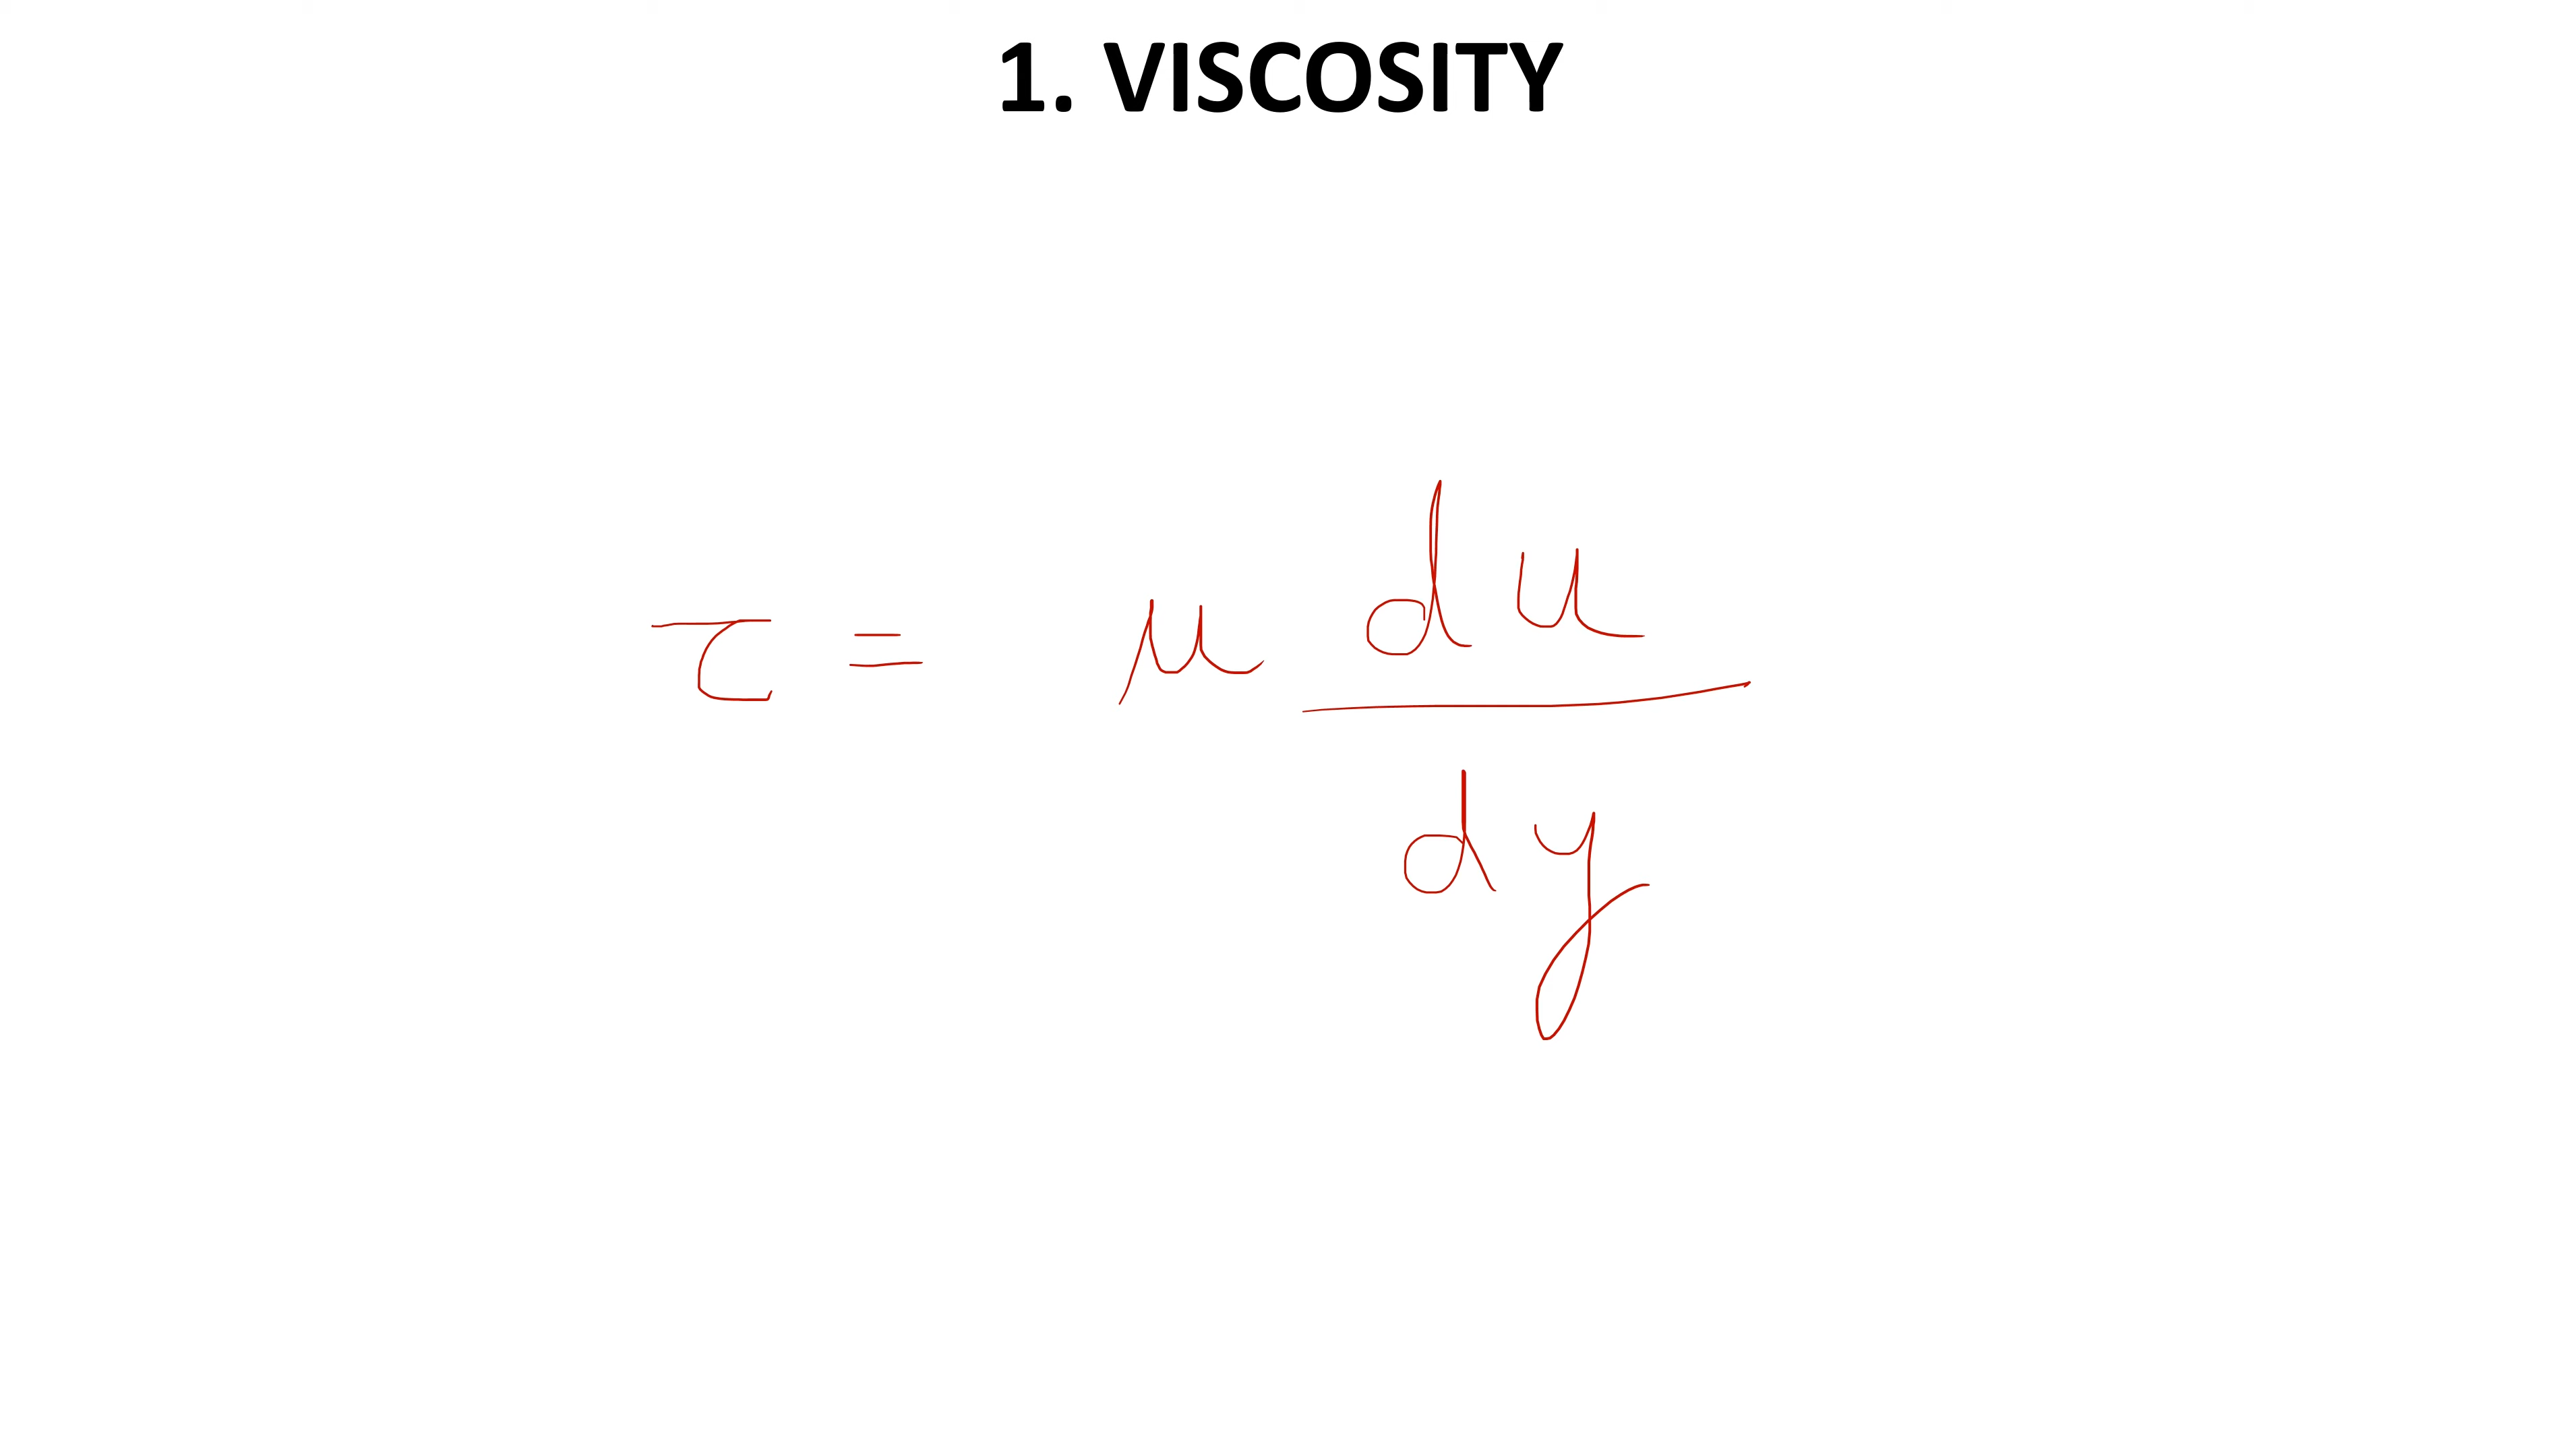 1. VISCOSITY
τ = μ du
dy